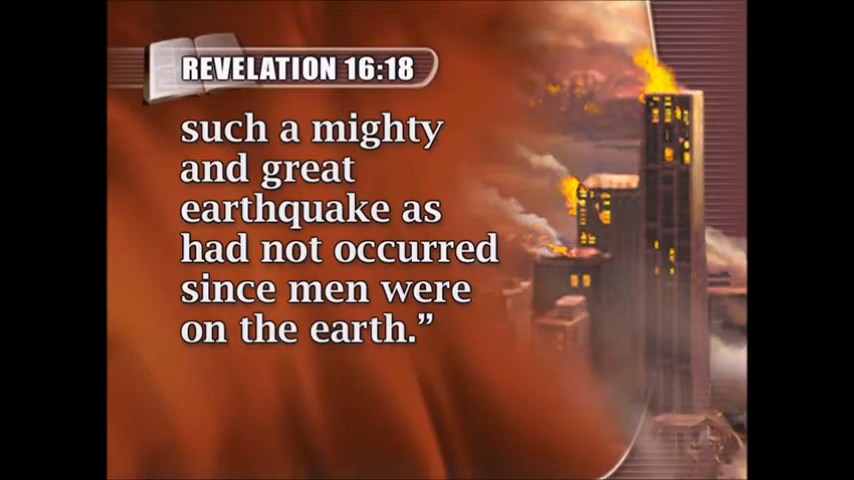 REVELATION 16:18
such a mighty
and great
earthquake as
had not occurred
since men were
on the earth.”